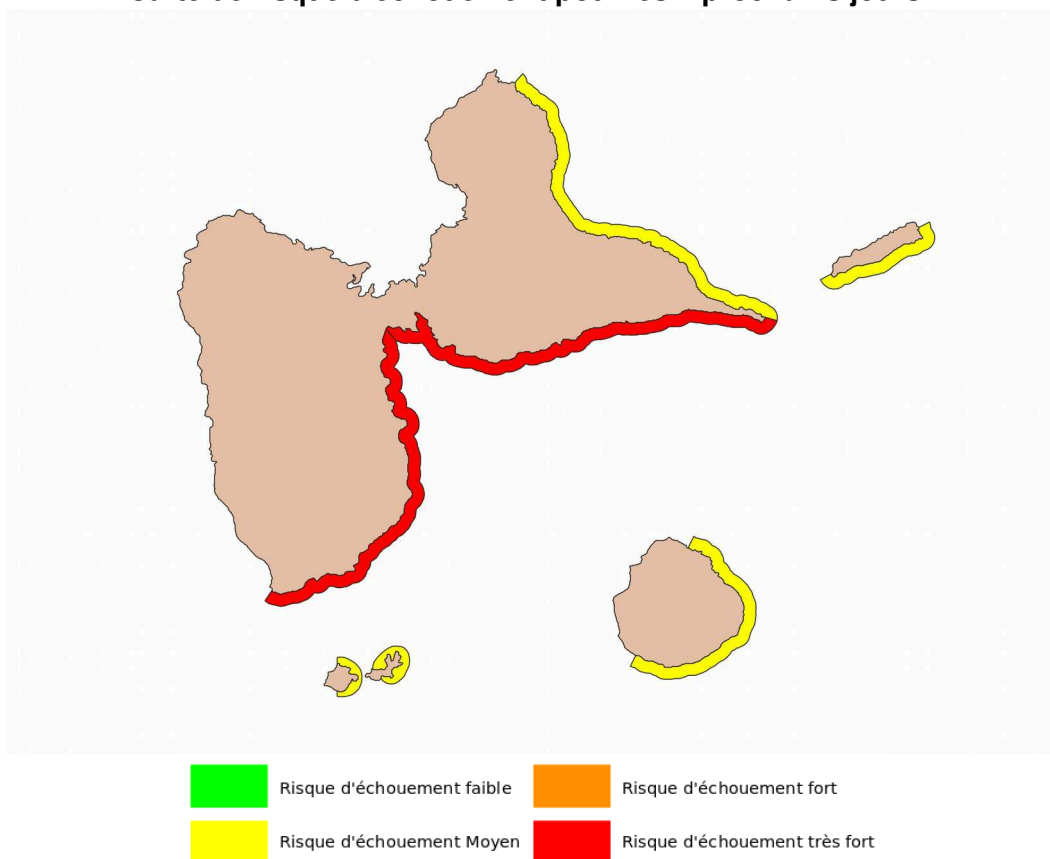 Risque d'échouement faible
Risque d'échouement fort
Risque d'échouement Moyen
Risque d'échouement très fort